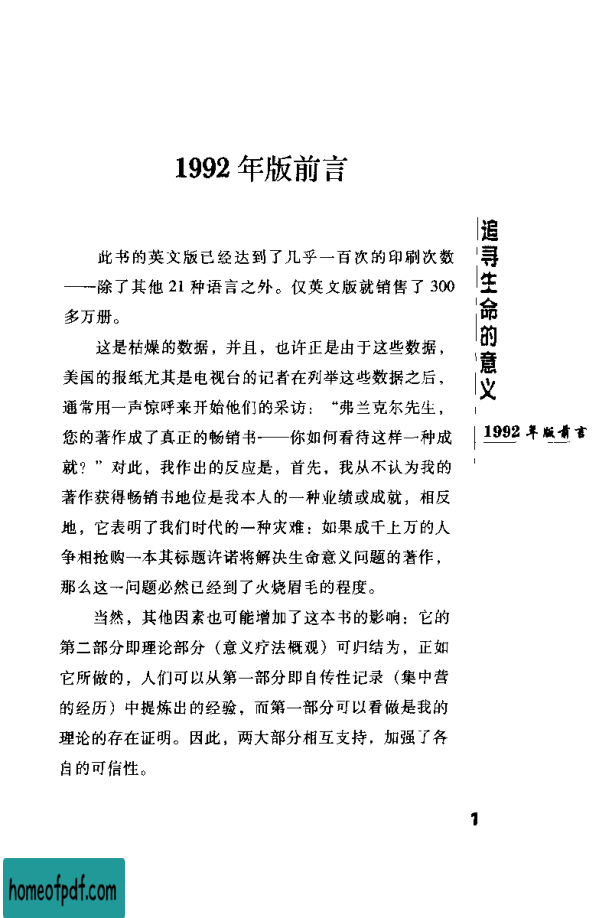 1992 年版前言
此书的英文版已经达到了几乎一百次的印刷次数
——除了其他 21 种语言之外。仅英文版就销售了 300
多万册。
这是枯燥的数据，并且，也许正是由于这些数据，
美国的报纸尤其是电视台的记者在列举这些数据之后，
通常用一声惊呼来开始他们的采访：“弗兰克尔先生，
您的著作成了真正的畅销书——你如何看待这样一种成
就？”对此，我作出的反应是，首先，我从不认为我的
著作获得畅销书地位是我本人的一种业绩或成就，相反
地，它表明了我们时代的一种灾难：如果成千上万的人
争相抢购一本其标题许诺将解决生命意义问题的著作，
那么这一问题必然已经到了火烧眉毛的程度。
当然，其他因素也可能增加了这本书的影响：它的
第二部分即理论部分（意义疗法概观）可归结为，正如
它所做的，人们可以从第一部分即自传性记录（集中营
的经历）中提炼出的经验，而第一部分可以看做是我的
理论的存在证明。因此，两大部分相互支持，加强了各
自的可信性。
追寻生命的意义
1992 年版前言
1
homeofpdf.com